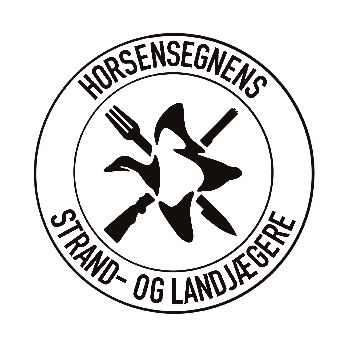 HORSENSEGNENS
STRAND- OG LANDJÆGERE